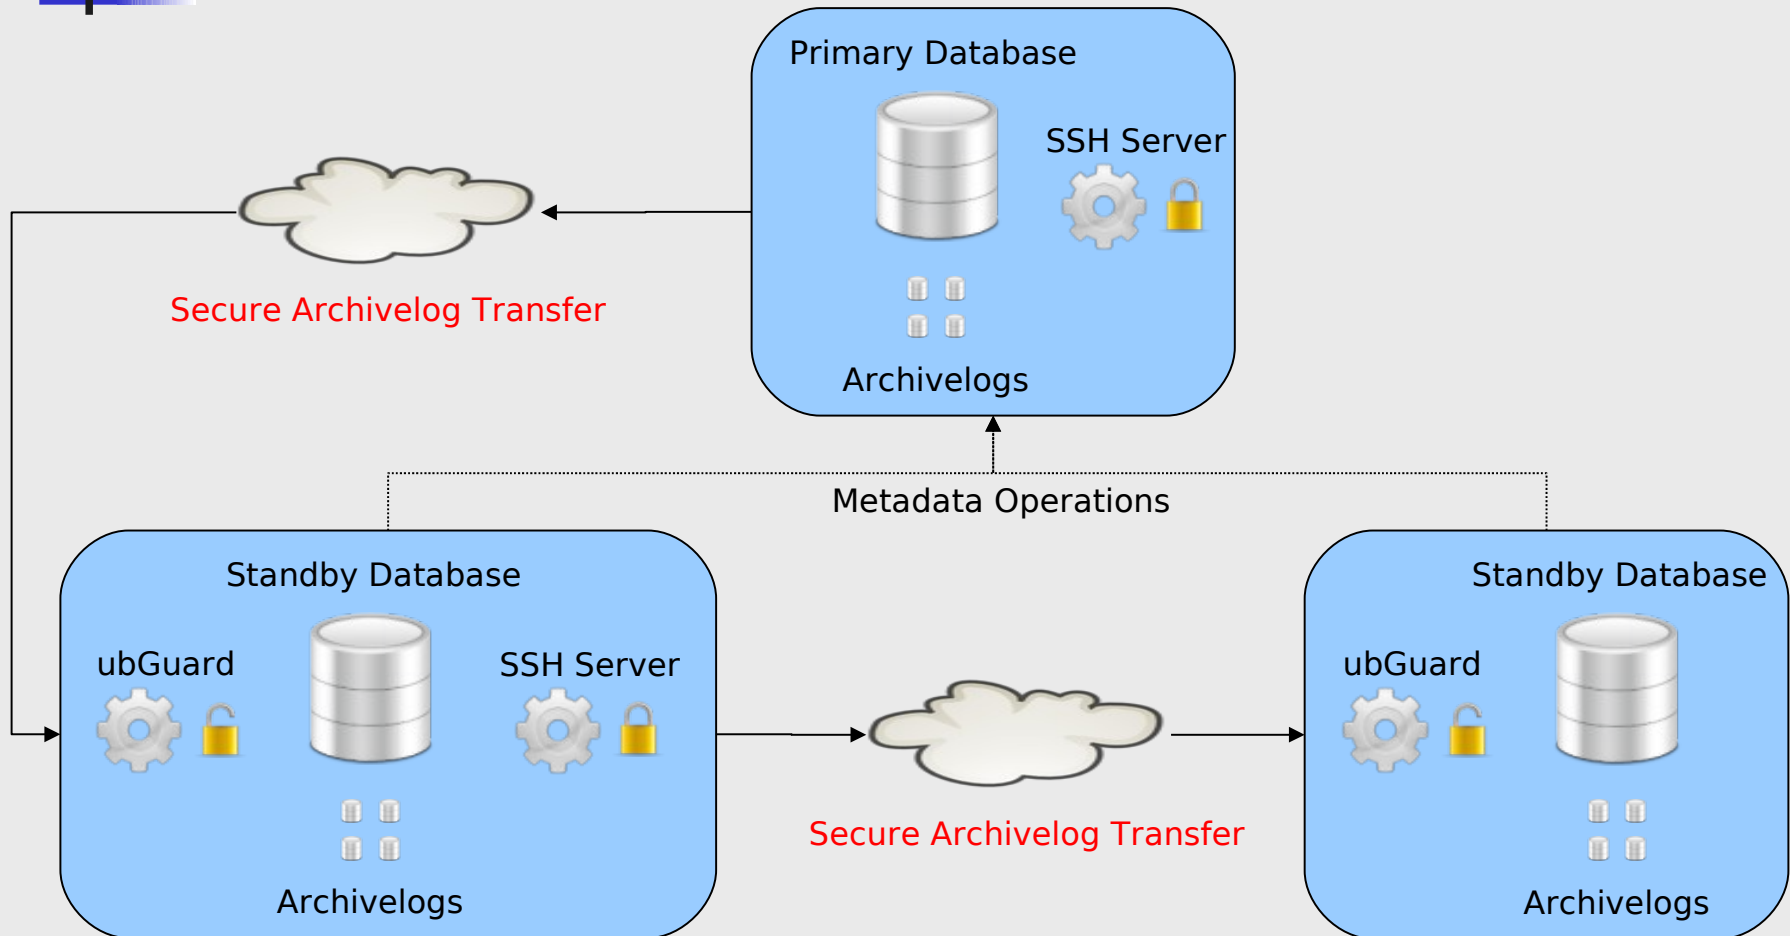 Primary Database
SSH Server
Secure Archivelog Transfer
Archivelogs
Metadata Operations
Standby Database
ubGuard
SSH Server
Archivelogs
Secure Archivelog Transfer
Standby Database
ubGuard
Archivelogs